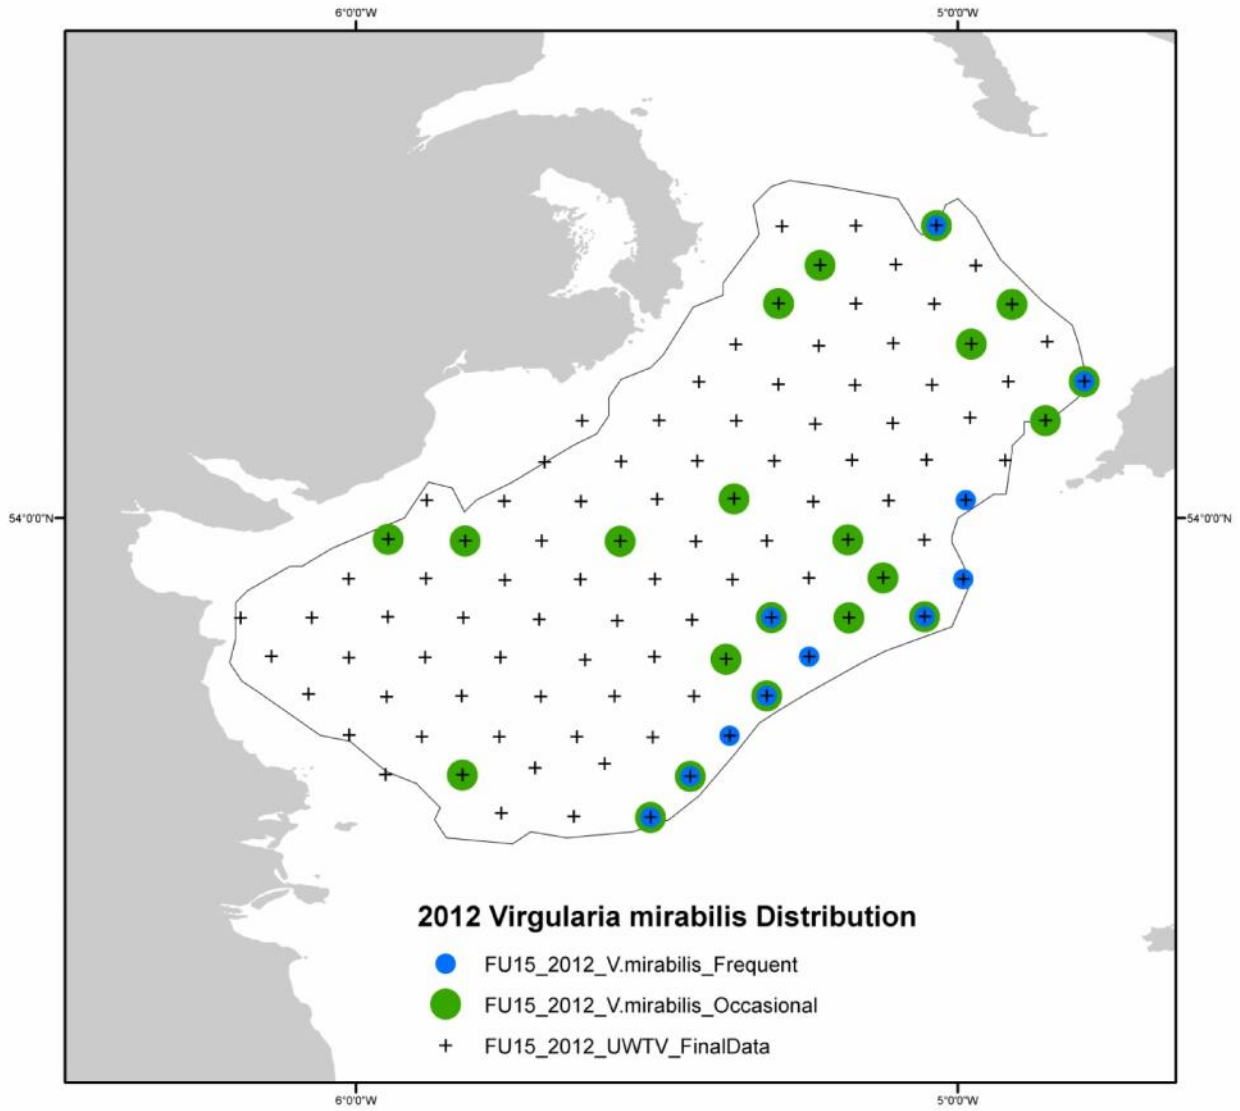 6°0'0"W 5°0'0"W
54°0'0"N 54°0'0"N
2012 Virgularia mirabilis Distribution
FU15_2012_V.mirabilis_Frequent
FU15_2012_V.mirabilis_Occasional
FU15_2012_UWTV_FinalData
6°0'0"W 5°0'0"W